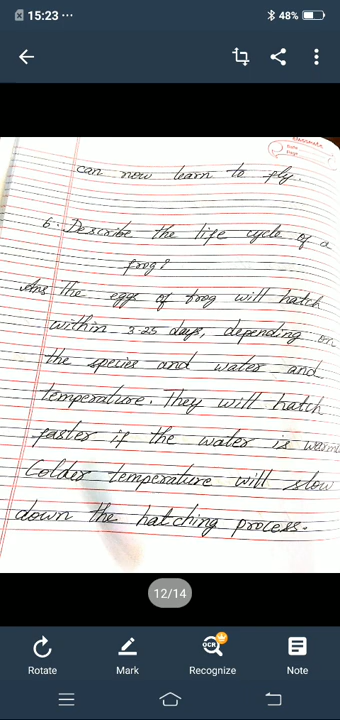 15:23 ...
48%
can now learn to fly.
6. Describe the life cycle of a
frog?
Ans the eggs of frog will hatch
within 3-25 days, depending on
the species and water and
temperature. They will hatch
faster if the water is warm
Colder temperature will slow
down the hatching process.
12/14
Rotate
Mark
OCR
Recognize
Note